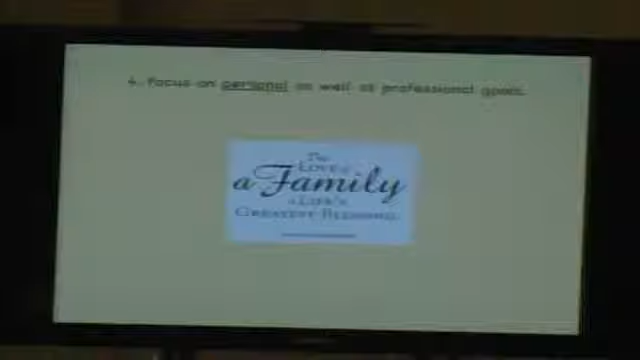 4. Focus on personal as well as professional goals.
The
LOVE of
a Family
is LIFE'S
GREATEST BLESSING.